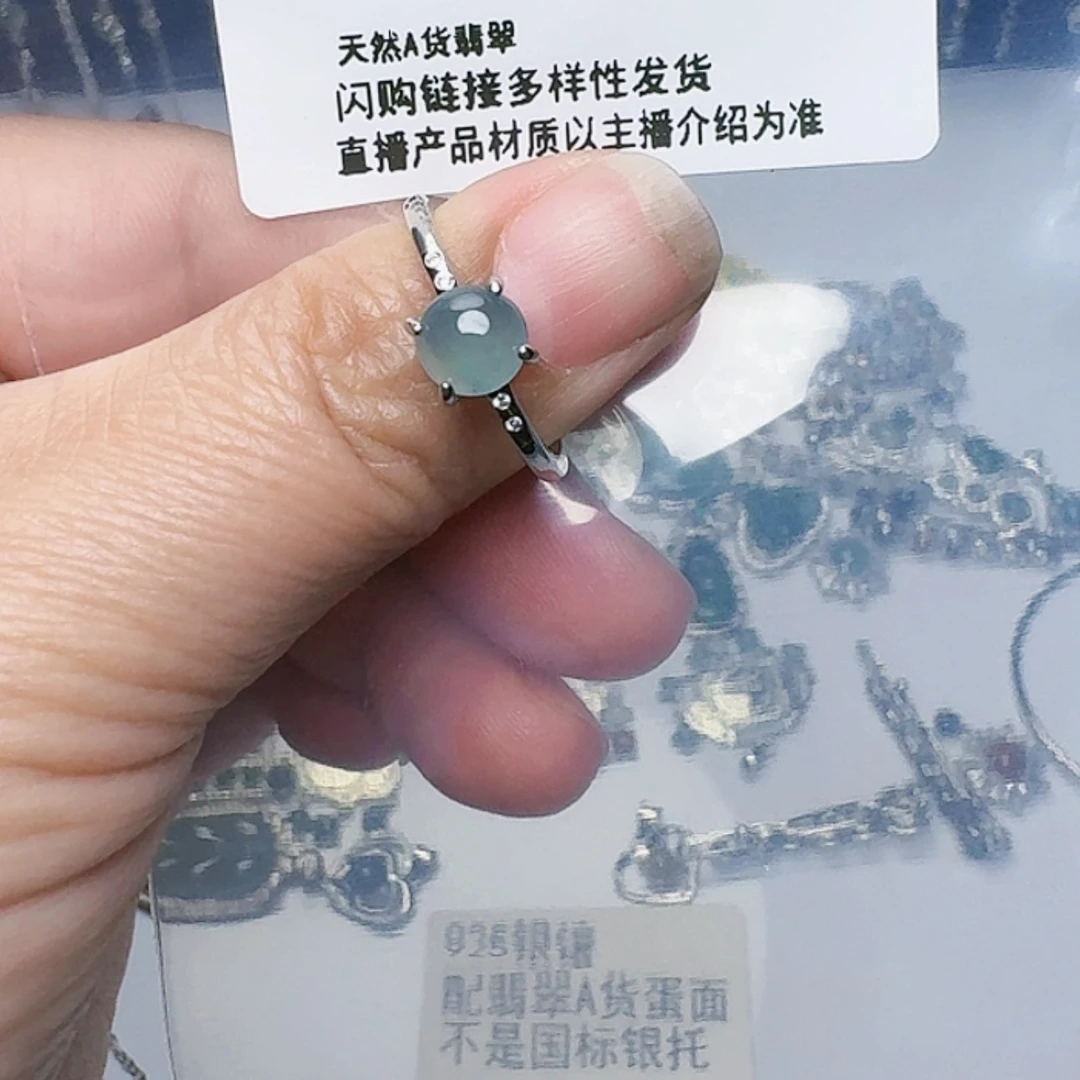 天然A货翡翠
闪购链接多样性发货
直播产品材质以主播介绍为准
925银镶
配翡翠A货蛋面
不是国标银托